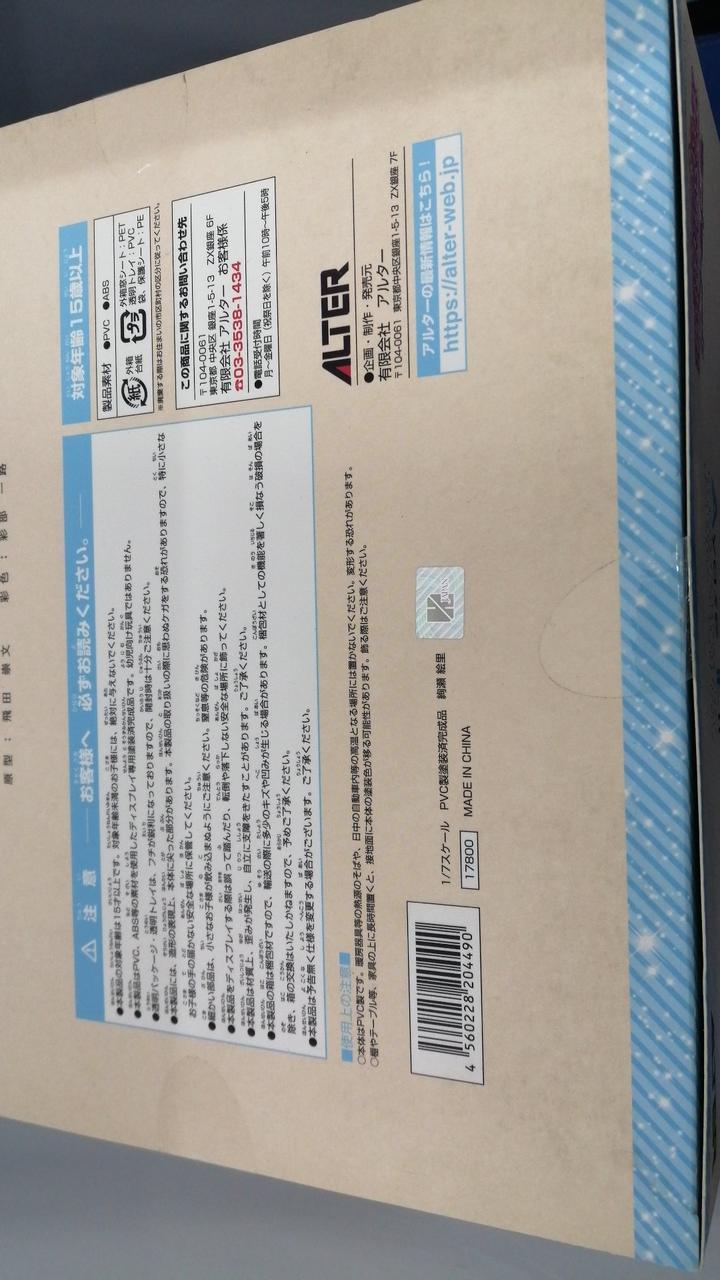 原型：飛田 崇文　彩色：彩部 一路
⚠ 注意　お客様へ　必ずお読みください。
●本製品の対象年齢は15才以上です。対象年齢未満のお子様には、絶対に与えないでください。
●本製品はPVC、ABS等の素材を使用したディスプレイ専用塗装済完成品です。幼児向け玩具ではありません。
●透明パッケージ・透明トレイは、フチが鋭利になっておりますので、開封時は十分ご注意ください。
●本製品には、造形の表現上、本体に尖った部分があります。本製品の取り扱いの際に思わぬケガをする恐れがありますので、特に小さな
お子様の手の届かない安全な場所に保管してください。
●細かい部品は、小さなお子様が飲み込まぬようにご注意ください。窒息等の危険があります。
●本製品をディスプレイする際は誤って踏んだり、転倒や落下しない安全な場所に飾ってください。
●本製品は材質上、歪みが発生し、自立に支障をきたすことがあります。ご了承ください。
●本製品の箱は梱包材ですので、輸送の際に多少のキズや凹みが生じる場合があります。梱包材としての機能を著しく損なう破損の場合を
除き、箱の交換はいたしかねますので、予めご了承ください。
●本製品は予告無く仕様を変更する場合がございます。ご了承ください。
対象年齢15歳以上
製品素材　●PVC　●ABS
紙 外箱 台紙
プラ 外箱窓シート：PET
透明トレイ：PVC
袋、保護シート：PE
※廃棄する際はお住まいの市区町村の区分に従ってください。
この商品に関するお問い合わせ先
〒104-0061
東京都 中央区 銀座 1-5-13　ZX銀座 6F
有限会社 アルター　お客様係
☎03-3538-1434
●電話受付時間
月～金曜日（祝祭日を除く）午前10時～午後5時
■使用上の注意■
○本体はPVC製です。暖房器具等の熱源のそばや、日中の自動車内等の高温となる場所には置かないでください。変形する恐れがあります。
○棚やテーブル等、家具の上に長時間置くと、接地面に本体の塗装色が移る可能性があります。飾る際はご注意ください。
ALTER
●企画・制作・発売元
有限会社　アルター
〒104-0061　東京都中央区銀座1-5-13　ZX銀座 7F
アルターの最新情報はこちら！
https://alter-web.jp
4 560228 204490
1/7スケール　PVC製塗装済完成品　絢瀬 絵里
17800　MADE IN CHINA